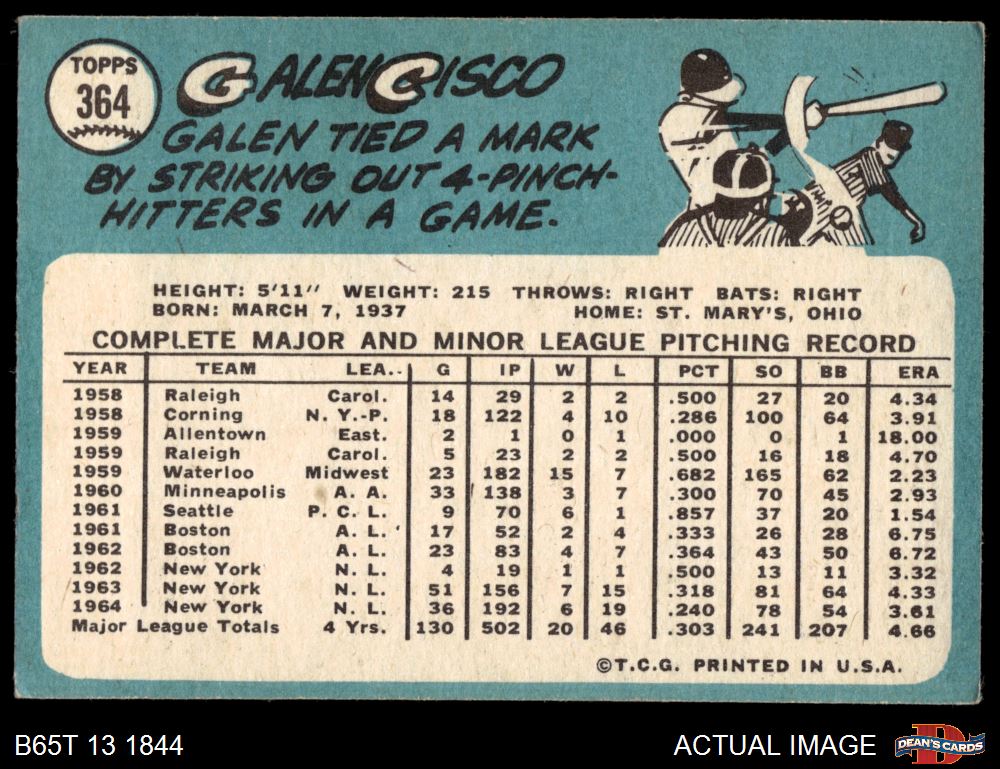 TOPPS
364
GALEN CISCO
GALEN TIED A MARK
BY STRIKING OUT 4-PINCH-
HITTERS IN A GAME.
HEIGHT: 5'11" WEIGHT: 215 THROWS: RIGHT BATS: RIGHT
BORN: MARCH 7, 1937 HOME: ST. MARY'S, OHIO
COMPLETE MAJOR AND MINOR LEAGUE PITCHING RECORD
YEAR TEAM LEA. G IP W L PCT SO BB ERA
1958 Raleigh Carol. 14 29 2 2 .500 27 20 4.34
1958 Corning N. Y.-P. 18 122 4 10 .286 100 64 3.91
1959 Allentown East. 2 1 0 1 .000 0 1 18.00
1959 Raleigh Carol. 5 23 2 2 .500 16 18 4.70
1959 Waterloo Midwest 23 182 15 7 .682 165 62 2.23
1960 Minneapolis A. A. 33 138 3 7 .300 70 45 2.93
1961 Seattle P. C. L. 9 70 6 1 .857 37 20 1.54
1961 Boston A. L. 17 52 2 4 .333 26 28 6.75
1962 Boston A. L. 23 83 4 7 .364 43 50 6.72
1962 New York N. L. 4 19 1 1 .500 13 11 3.32
1963 New York N. L. 51 156 7 15 .318 81 64 4.33
1964 New York N. L. 36 192 6 19 .240 78 54 3.61
Major League Totals 4 Yrs. 130 502 20 46 .303 241 207 4.66
©T.C.G. PRINTED IN U.S.A.
B65T 13 1844 ACTUAL IMAGE D DEAN'S CARDS